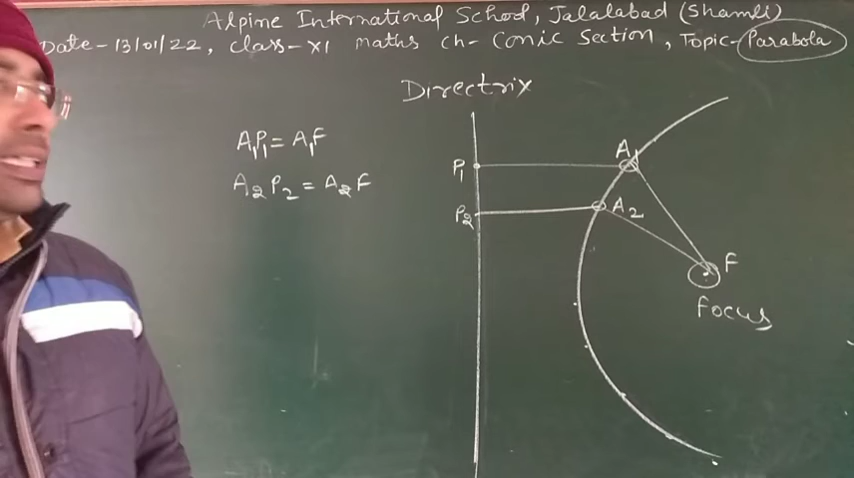 Alpine International School, Jalalabad (Shamli)
Date - 13/01/22, class - XI maths ch- Conic Section, Topic- Parabola
Directrix
A₁P₁ = A₁F
A₂P₂ = A₂F
P₁
A₁
P₂
A₂
F
focus